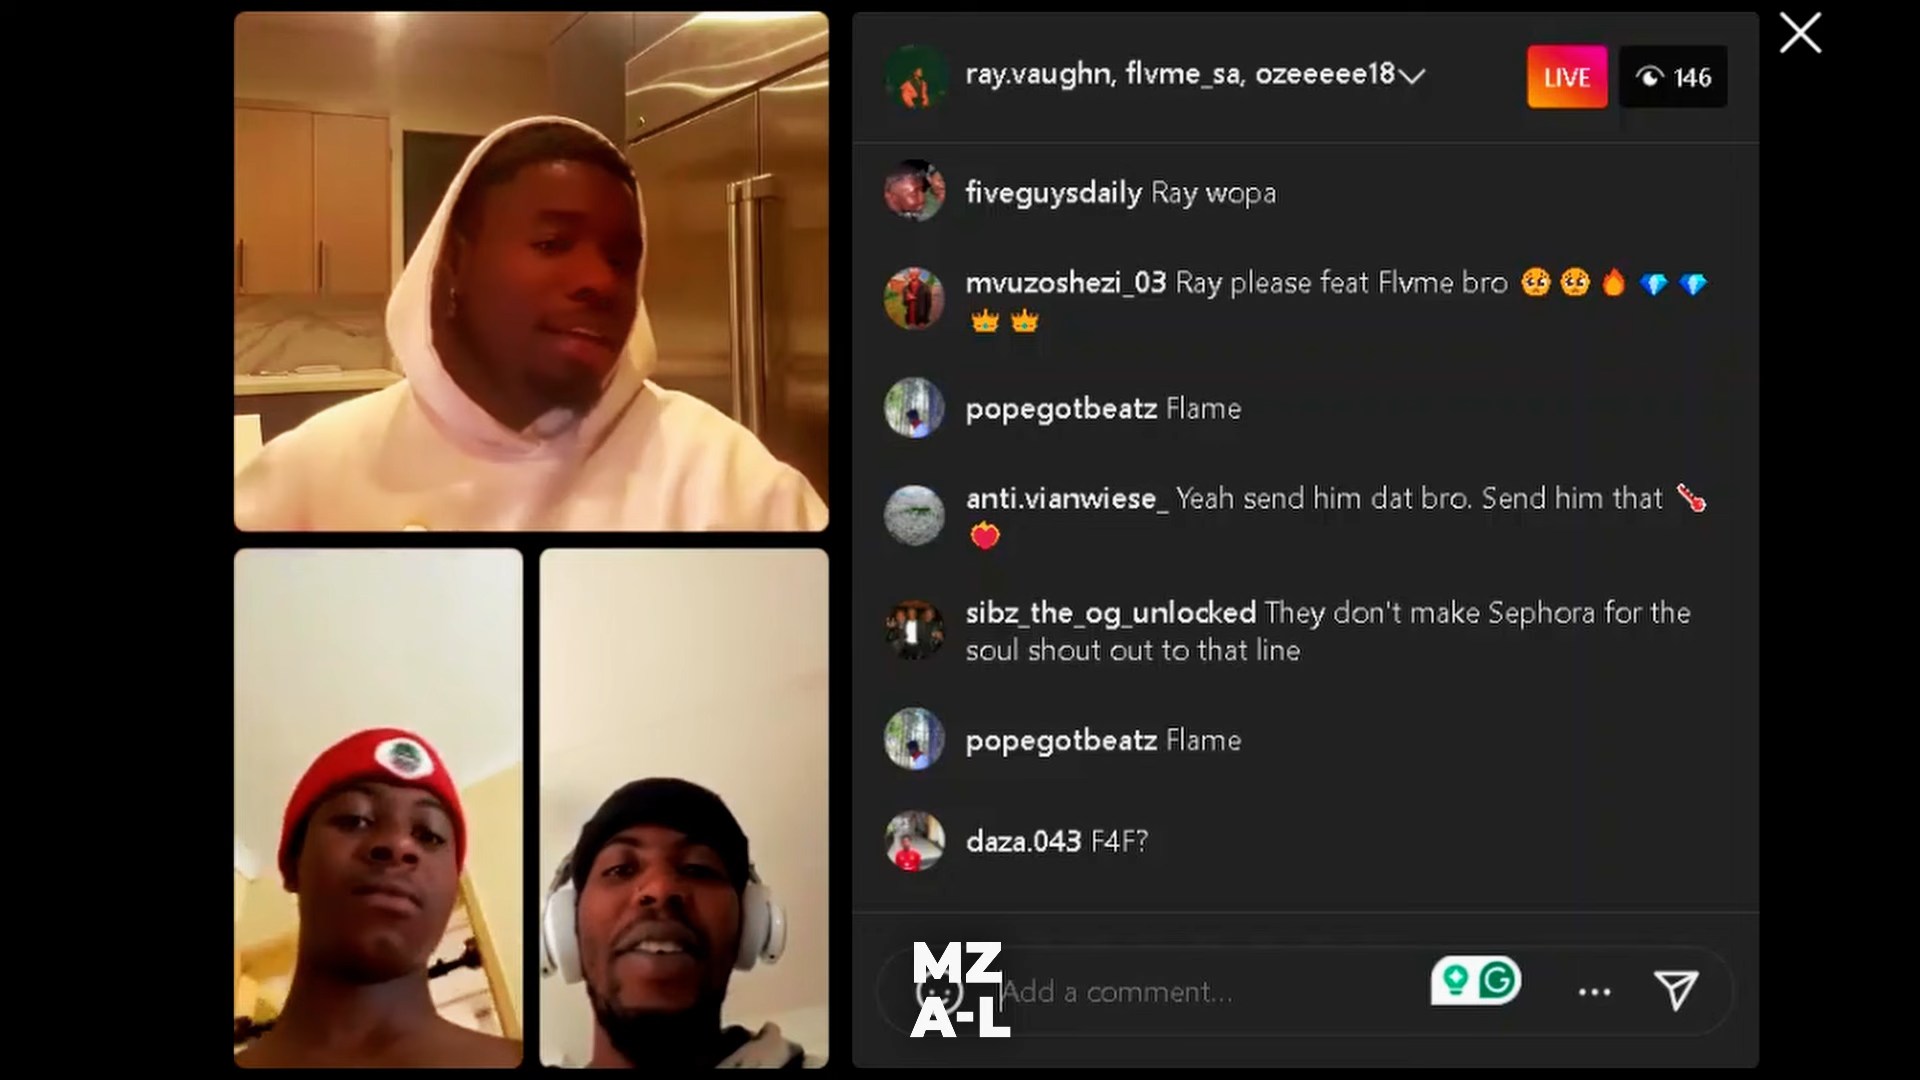 ray.vaughn, flvme_sa, ozeeeee18
LIVE
146
fiveguysdaily Ray wopa
mvuzoshezi_03 Ray please feat Flvme bro 🥺🥺🔥💎💎
👑👑
popegotbeatz Flame
anti.vianwiese_ Yeah send him dat bro. Send him that 🌡️
❤️‍🔥
sibz_the_og_unlocked They don't make Sephora for the
soul shout out to that line
popegotbeatz Flame
daza.043 F4F?
MZ
A-L
Add a comment...